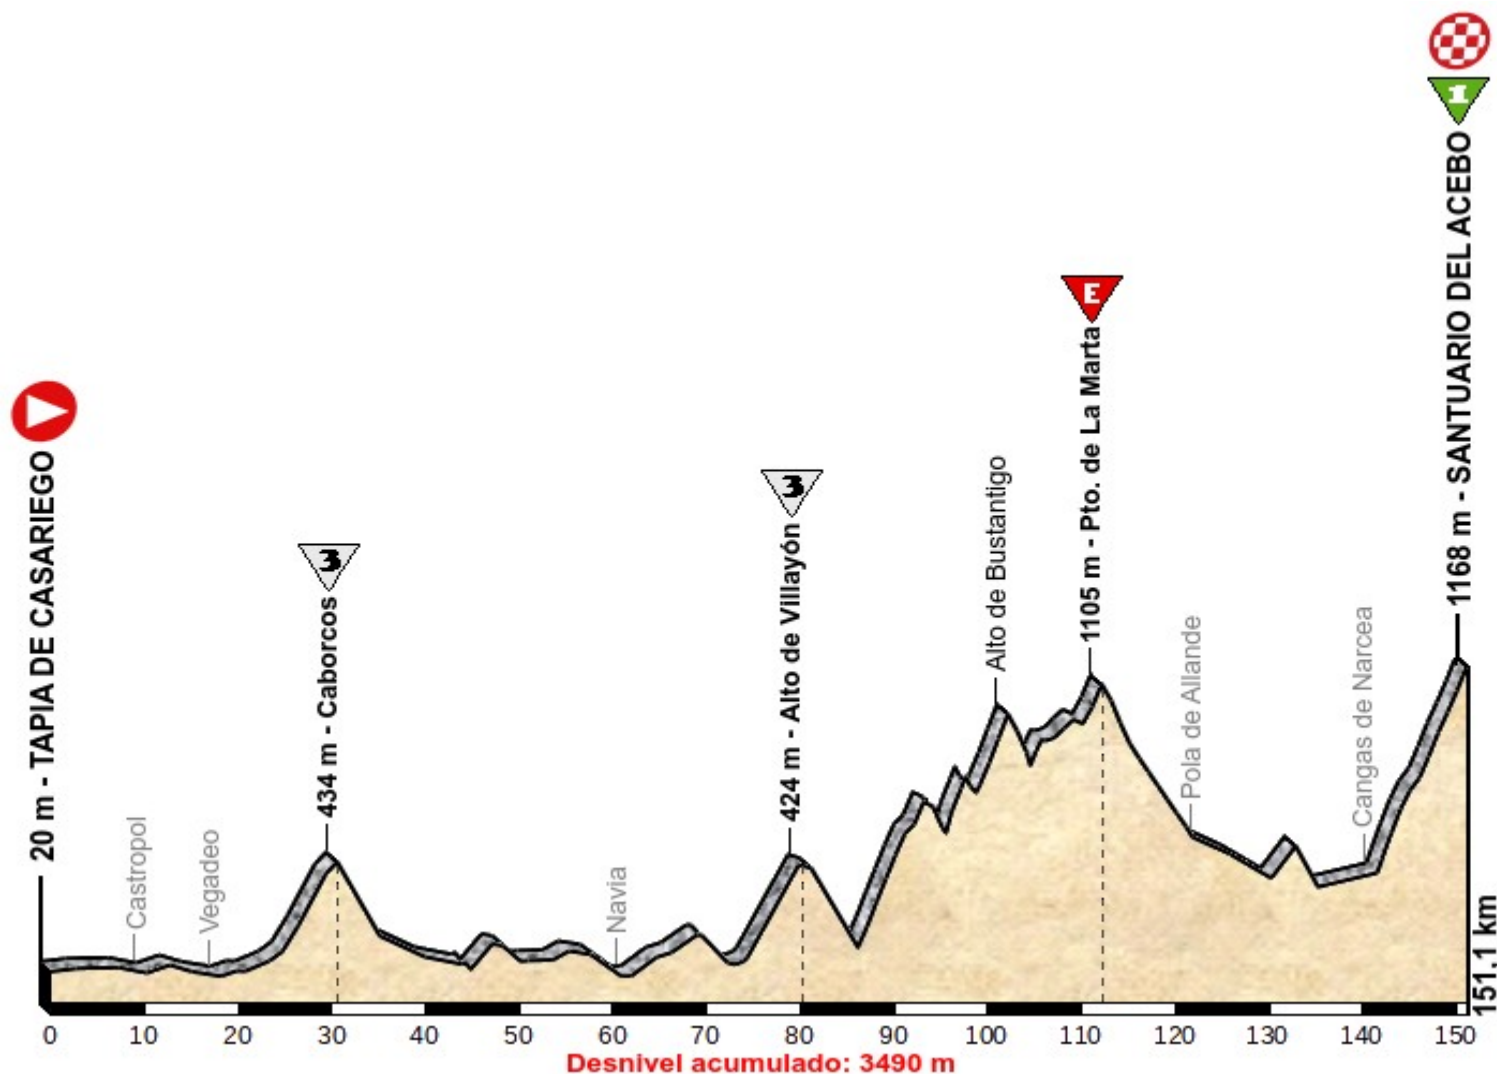 20 m - TAPIA DE CASARIEGO
Castropol
Vegadeo
3
434 m - Caborcos
Navia
3
424 m - Alto de Villayón
Alto de Bustantigo
E
1105 m - Pto. de La Marta
Pola de Allande
Cangas de Narcea
1
1168 m - SANTUARIO DEL ACEBO
151.1 km
0 10 20 30 40 50 60 70 80 90 100 110 120 130 140 150
Desnivel acumulado: 3490 m